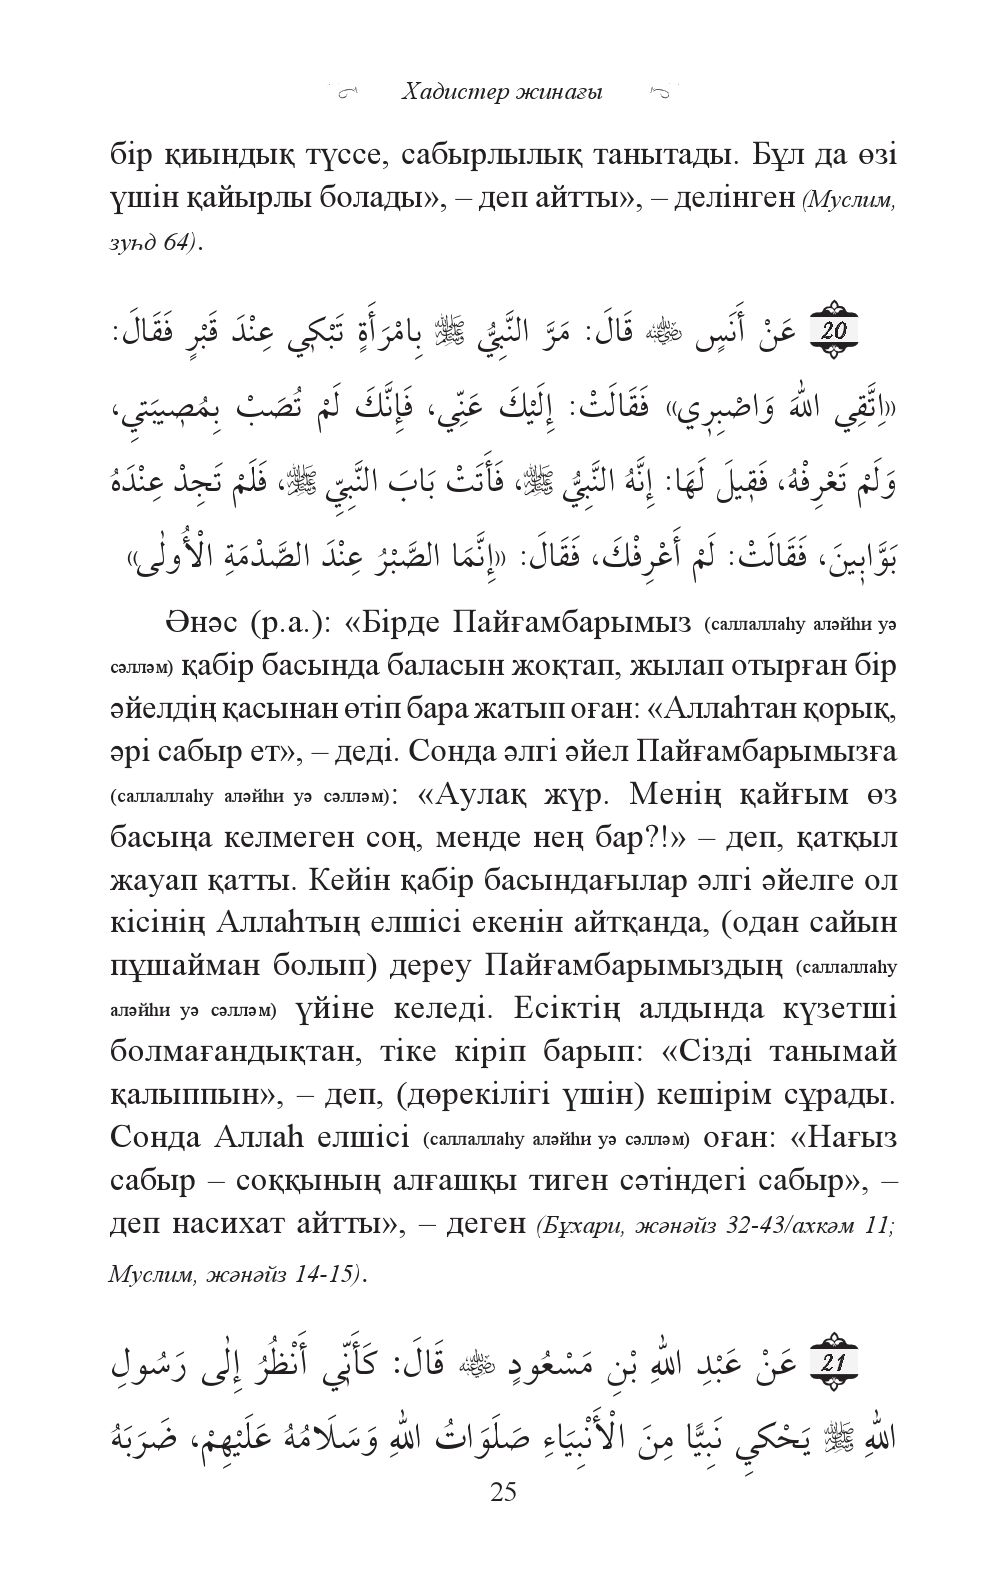 Хадистер жинағы
бір қиындық түссе, сабырлылық танытады. Бұл да өзі
үшін қайырлы болады», – деп айтты», – делінген (Муслим,
зуһд 64).
20 عَنْ أَنَسٍ ﵁ قَالَ: مَرَّ النَّبِيُّ ﷺ بِامْرَأَةٍ تَبْكِي عِنْدَ قَبْرٍ فَقَالَ:
«اِتَّقِي اللهَ وَاصْبِرِي» فَقَالَتْ: إِلَيْكَ عَنِّي، فَإِنَّكَ لَمْ تُصَبْ بِمُصِيبَتِي،
وَلَمْ تَعْرِفْهُ، فَقِيلَ لَهَا: إِنَّهُ النَّبِيُّ ﷺ، فَأَتَتْ بَابَ النَّبِيِّ ﷺ، فَلَمْ تَجِدْ عِنْدَهُ
بَوَّابِينَ، فَقَالَتْ: لَمْ أَعْرِفْكَ، فَقَالَ: «إِنَّمَا الصَّبْرُ عِنْدَ الصَّدْمَةِ الْأُولٰى»
Әнәс (р.а.): «Бірде Пайғамбарымыз (саллаллаһу аләйһи уә
сәлләм) қабір басында баласын жоқтап, жылап отырған бір
әйелдің қасынан өтіп бара жатып оған: «Аллаһтан қорық,
әрі сабыр ет», – деді. Сонда әлгі әйел Пайғамбарымызға
(саллаллаһу аләйһи уә сәлләм): «Аулақ жүр. Менің қайғым өз
басыңа келмеген соң, менде нең бар?!» – деп, қатқыл
жауап қатты. Кейін қабір басындағылар әлгі әйелге ол
кісінің Аллаһтың елшісі екенін айтқанда, (одан сайын
пұшайман болып) дереу Пайғамбарымыздың (саллаллаһу
аләйһи уә сәлләм) үйіне келеді. Есіктің алдында күзетші
болмағандықтан, тіке кіріп барып: «Сізді танымай
қалыппын», – деп, (дөрекілігі үшін) кешірім сұрады.
Сонда Аллаһ елшісі (саллаллаһу аләйһи уә сәлләм) оған: «Нағыз
сабыр – соққының алғашқы тиген сәтіндегі сабыр», –
деп насихат айтты», – деген (Бұхари, жәнәйз 32-43/ахкәм 11;
Муслим, жәнәйз 14-15).
21 عَنْ عَبْدِ اللهِ بْنِ مَسْعُودٍ ﵁ قَالَ: كَأَنِّي أَنْظُرُ إِلٰى رَسُولِ
اللهِ ﷺ يَحْكِي نَبِيًّا مِنَ الْأَنْبِيَاءِ صَلَوَاتُ اللهِ وَسَلَامُهُ عَلَيْهِمْ، ضَرَبَهُ
25